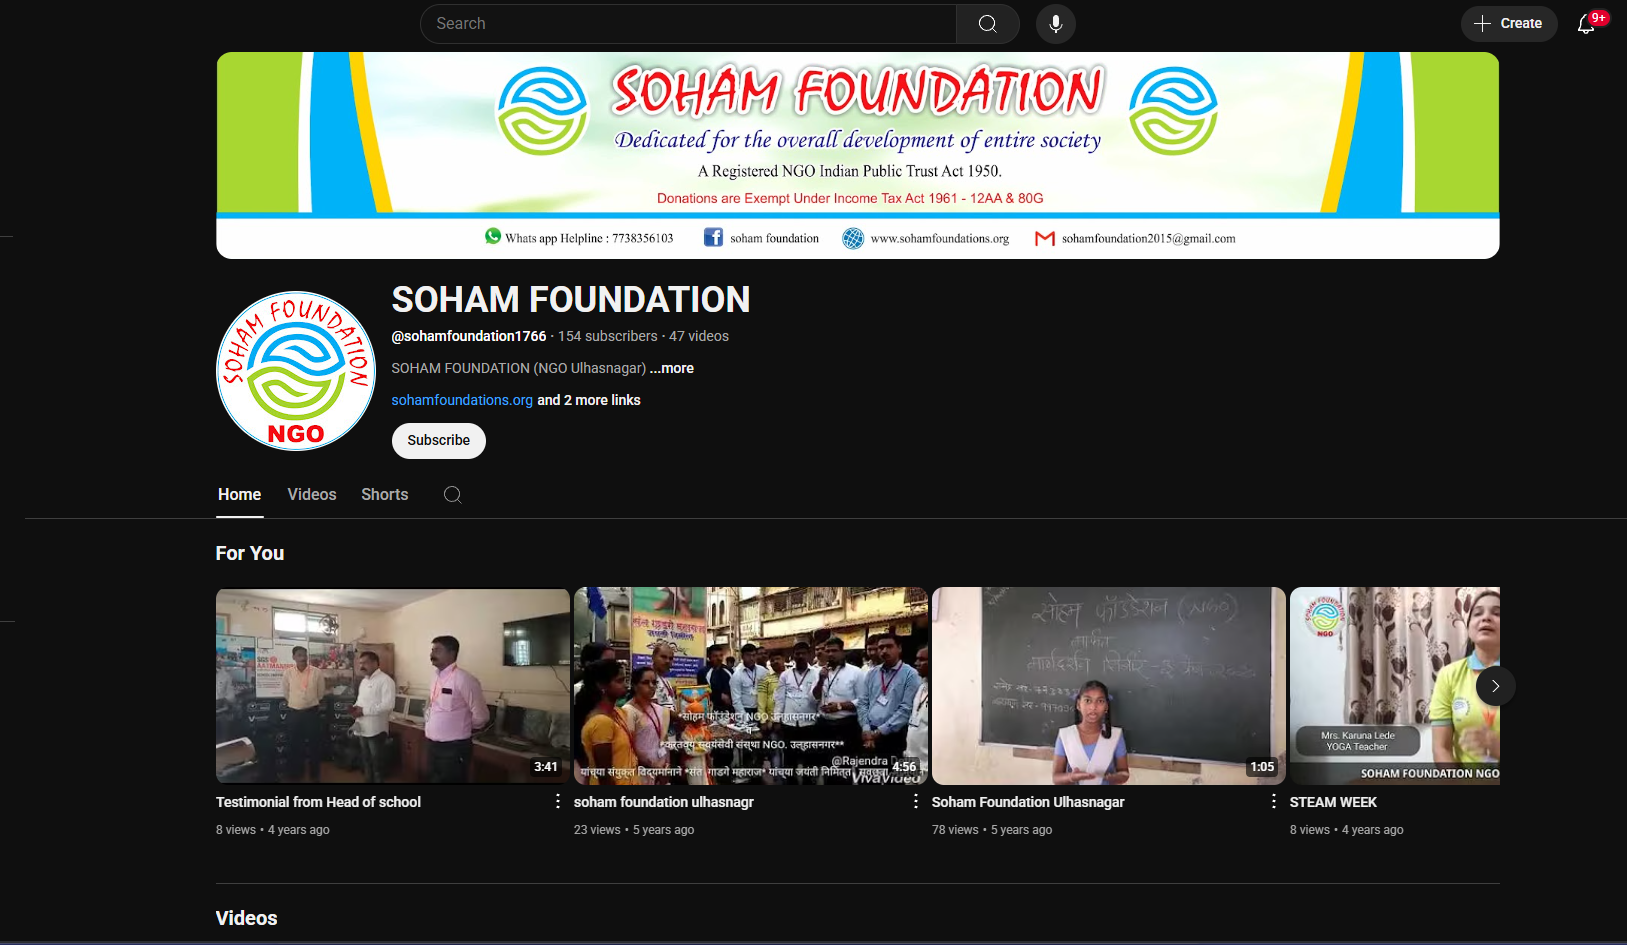 Search
Create
9+
SOHAM FOUNDATION
Dedicated for the overall development of entire society
A Registered NGO Indian Public Trust Act 1950.
Donations are Exempt Under Income Tax Act 1961 - 12AA & 80G
Whats app Helpline : 7738356103
soham foundation
www.sohamfoundations.org
sohamfoundation2015@gmail.com
SOHAM FOUNDATION
NGO
SOHAM FOUNDATION
@sohamfoundation1766 · 154 subscribers · 47 videos
SOHAM FOUNDATION (NGO Ulhasnagar) ...more
sohamfoundations.org and 2 more links
Subscribe
Home Videos Shorts
For You
3:41
Testimonial from Head of school
8 views • 4 years ago
*सोहम फॉउंडेशन NGO उल्हासनगर*
व
*करतव्य स्वयंसेवी संस्था NGO. उल्हासनगर**
@Rajendra
यांच्या संयुक्त विद्यमानाने *संत गाडगे महाराज* यांच्या जयंती निमित्त
VivaVideo
4:56
soham foundation ulhasnagr
23 views • 5 years ago
सोहम फॉउंडेशन (NGO)
मार्गदर्शन शिबीर
1:05
Soham Foundation Ulhasnagar
78 views • 5 years ago
SOHAM FOUNDATION
NGO
Mrs. Karuna Lede
YOGA Teacher
SOHAM FOUNDATION NGO
STEAM WEEK
8 views • 4 years ago
Videos